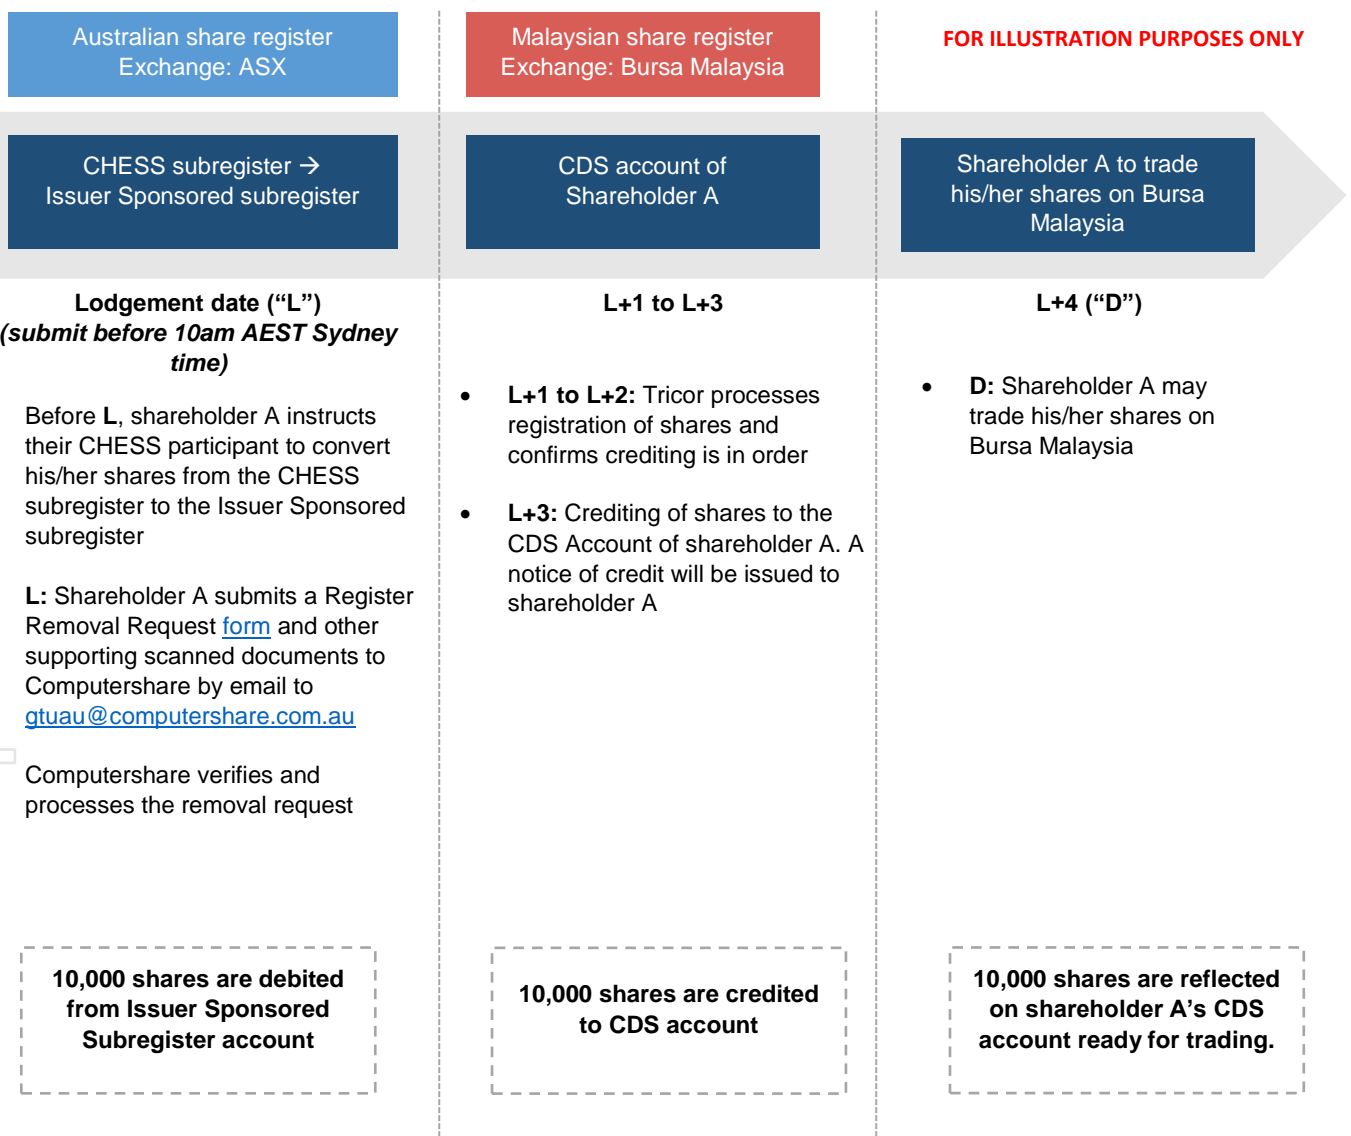 Australian share register
Exchange: ASX
Malaysian share register
Exchange: Bursa Malaysia
FOR ILLUSTRATION PURPOSES ONLY
CHESS subregister →
Issuer Sponsored subregister
CDS account of
Shareholder A
Shareholder A to trade
his/her shares on Bursa
Malaysia
Lodgement date (“L”)
(submit before 10am AEST Sydney
time)
Before L, shareholder A instructs
their CHESS participant to convert
his/her shares from the CHESS
subregister to the Issuer Sponsored
subregister
L: Shareholder A submits a Register
Removal Request form and other
supporting scanned documents to
Computershare by email to
gtuau@computershare.com.au
Computershare verifies and
processes the removal request
10,000 shares are debited
from Issuer Sponsored
Subregister account
L+1 to L+3
• L+1 to L+2: Tricor processes
registration of shares and
confirms crediting is in order
• L+3: Crediting of shares to the
CDS Account of shareholder A. A
notice of credit will be issued to
shareholder A
10,000 shares are credited
to CDS account
L+4 (“D”)
• D: Shareholder A may
trade his/her shares on
Bursa Malaysia
10,000 shares are reflected
on shareholder A’s CDS
account ready for trading.